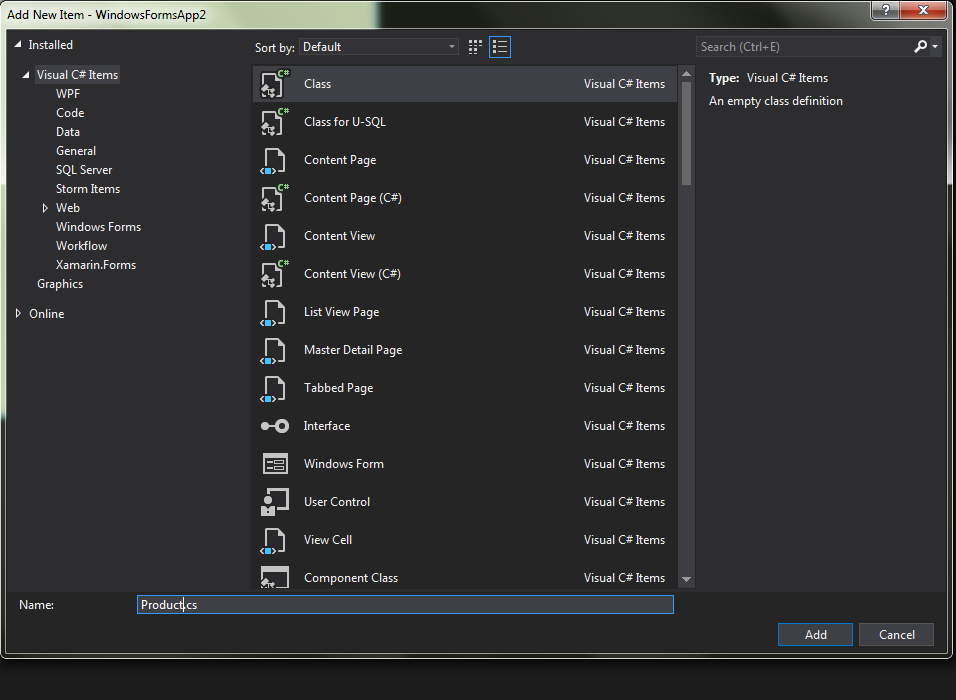 Add New Item - WindowsFormsApp2
?
Installed
Visual C# Items
WPF
Code
Data
General
SQL Server
Storm Items
Web
Windows Forms
Workflow
Xamarin.Forms
Graphics
Online
Sort by: Default
Class Visual C# Items
Class for U-SQL Visual C# Items
Content Page Visual C# Items
Content Page (C#) Visual C# Items
Content View Visual C# Items
Content View (C#) Visual C# Items
List View Page Visual C# Items
Master Detail Page Visual C# Items
Tabbed Page Visual C# Items
Interface Visual C# Items
Windows Form Visual C# Items
User Control Visual C# Items
View Cell Visual C# Items
Component Class Visual C# Items
Search (Ctrl+E)
Type: Visual C# Items
An empty class definition
Name: Product.cs
Add Cancel